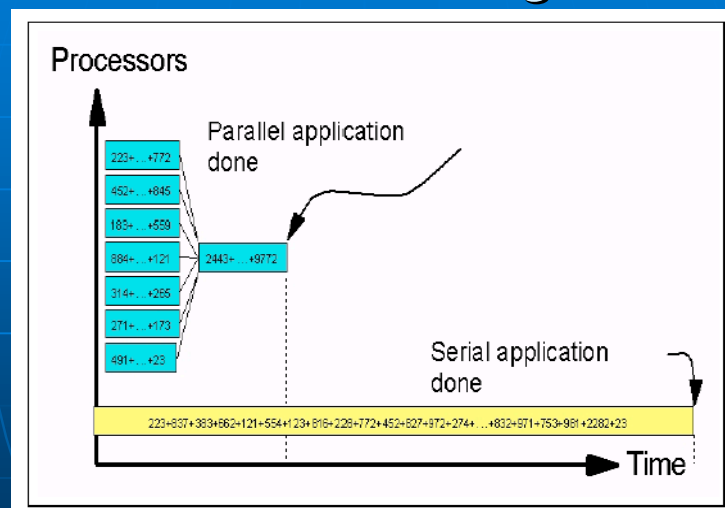 Processors
Parallel application
done
223+...+772
452+...+845
183+...+559
884+...+121
2443+...+9772
314+...+265
271+...+173
491+...+23
Serial application
done
223+837+383+662+121+554+123+816+228+772+452+827+972+274+...+832+971+753+981+2282+23
Time